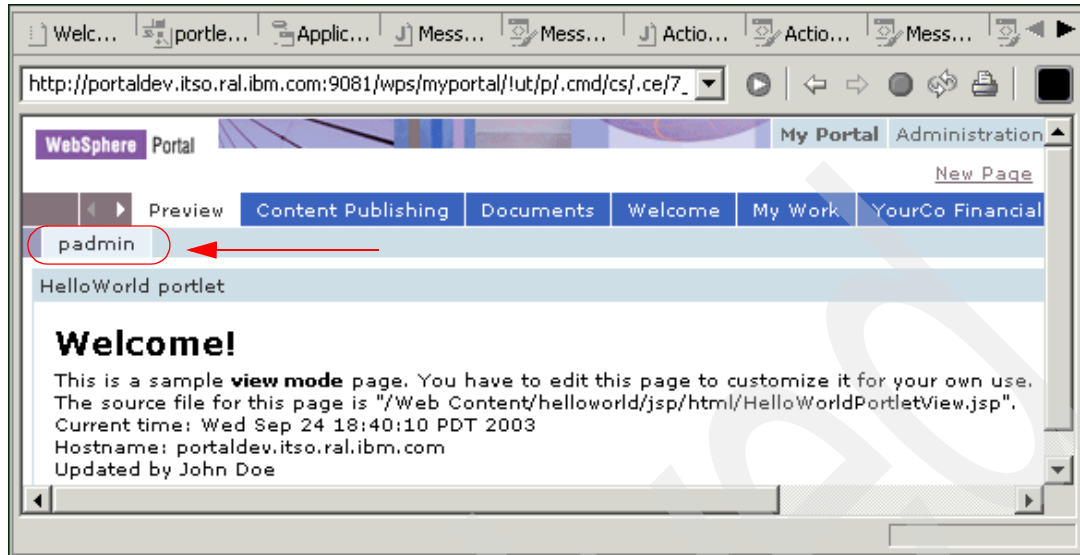 Welc... portle... Applic... Mess... Mess... Actio... Actio... Mess...
http://portaldev.itso.ral.ibm.com:9081/wps/myportal/!ut/p/.cmd/cs/.ce/7_
WebSphere Portal My Portal Administration
New Page
Preview Content Publishing Documents Welcome My Work YourCo Financial
padmin
HelloWorld portlet
Welcome!
This is a sample view mode page. You have to edit this page to customize it for your own use.
The source file for this page is "/Web Content/helloworld/jsp/html/HelloWorldPortletView.jsp".
Current time: Wed Sep 24 18:40:10 PDT 2003
Hostname: portaldev.itso.ral.ibm.com
Updated by John Doe